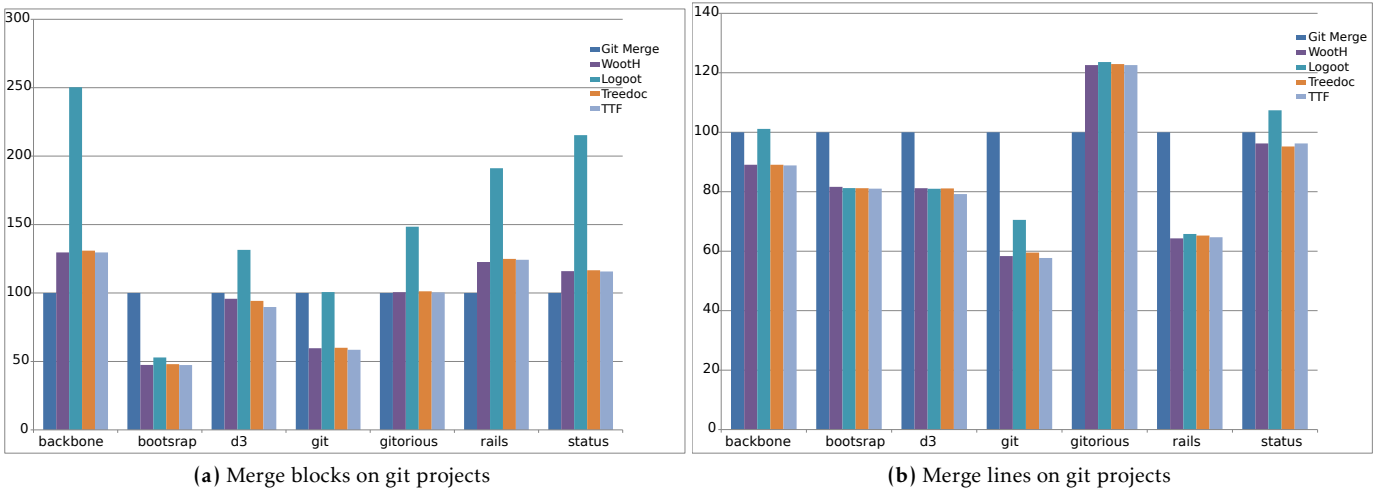 300
250
200
150
100
50
0
Git Merge
WootH
Logoot
Treedoc
TTF
backbone bootsrap d3 git gitorious rails status
(a) Merge blocks on git projects
140
120
100
80
60
40
20
0
Git Merge
WootH
Logoot
Treedoc
TTF
backbone bootsrap d3 git gitorious rails status
(b) Merge lines on git projects